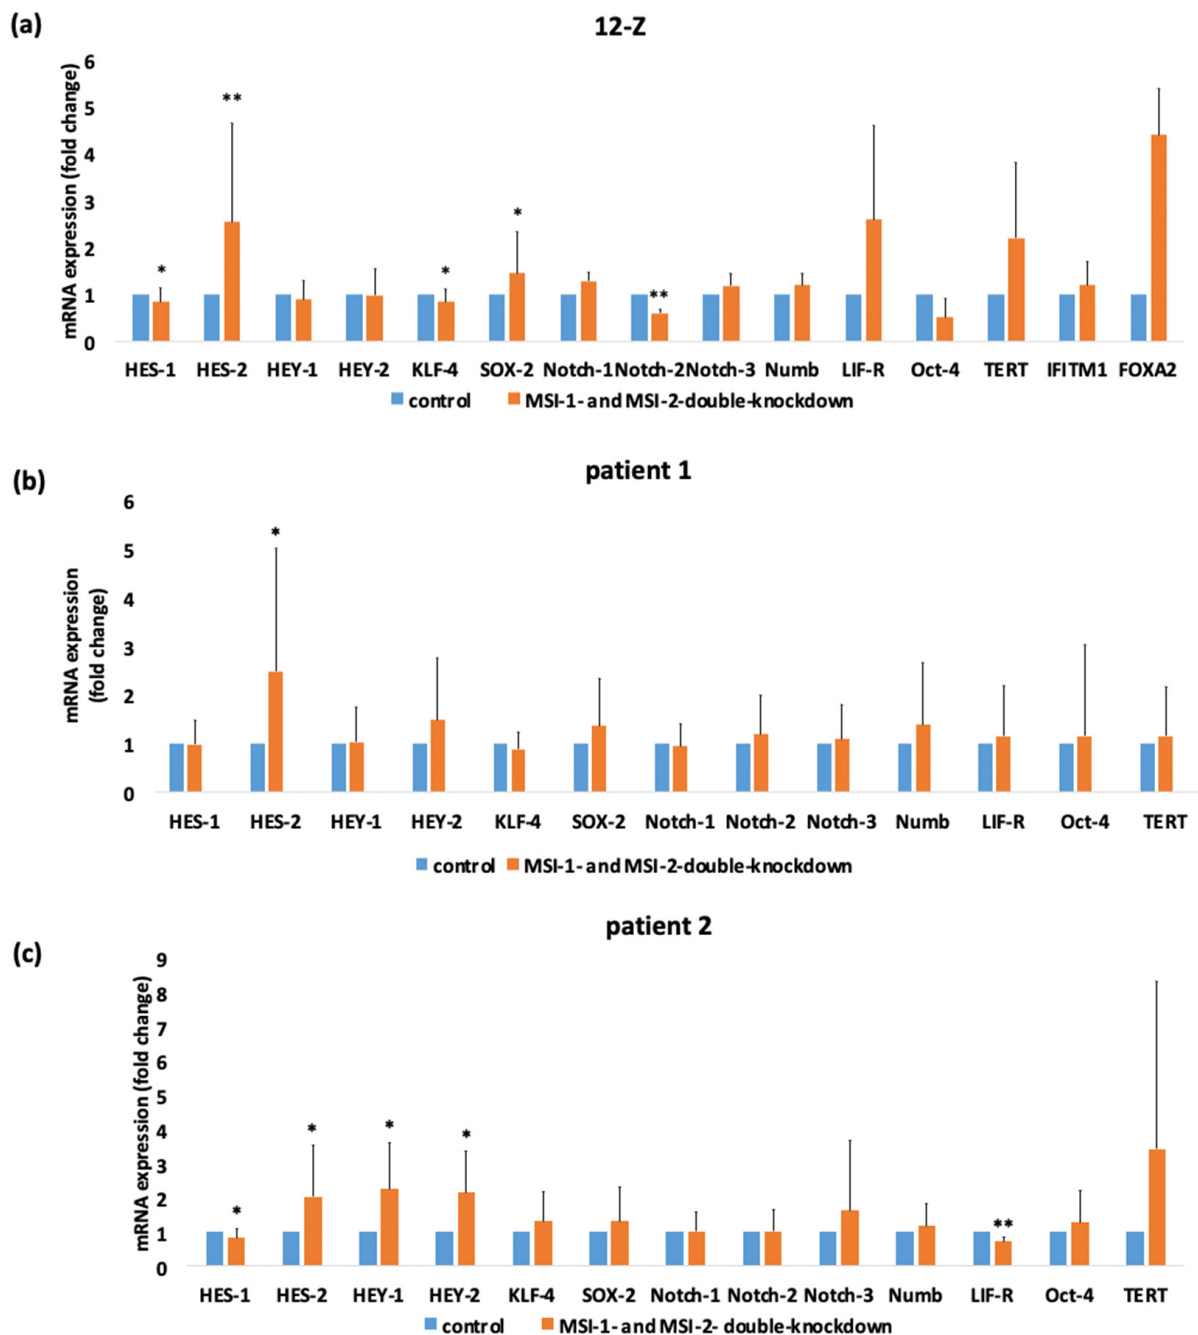 (a)
12-Z
mRNA expression (fold change)
6
5
4
3
2
1
0
*
**
*
*
**
HES-1 HES-2 HEY-1 HEY-2 KLF-4 SOX-2 Notch-1 Notch-2 Notch-3 Numb LIF-R Oct-4 TERT IFITM1 FOXA2
control MSI-1- and MSI-2-double-knockdown
(b)
patient 1
mRNA expression
(fold change)
6
5
4
3
2
1
0
*
HES-1 HES-2 HEY-1 HEY-2 KLF-4 SOX-2 Notch-1 Notch-2 Notch-3 Numb LIF-R Oct-4 TERT
control MSI-1- and MSI-2-double-knockdown
(c)
patient 2
mRNA expression (fold change)
9
8
7
6
5
4
3
2
1
0
*
*
*
*
**
HES-1 HES-2 HEY-1 HEY-2 KLF-4 SOX-2 Notch-1 Notch-2 Notch-3 Numb LIF-R Oct-4 TERT
control MSI-1- and MSI-2- double-knockdown